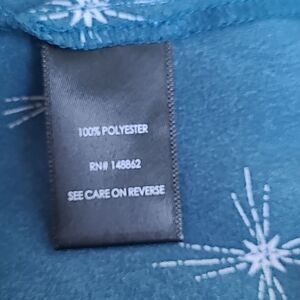 100% POLYESTER
RN# 148862
SEE CARE ON REVERSE